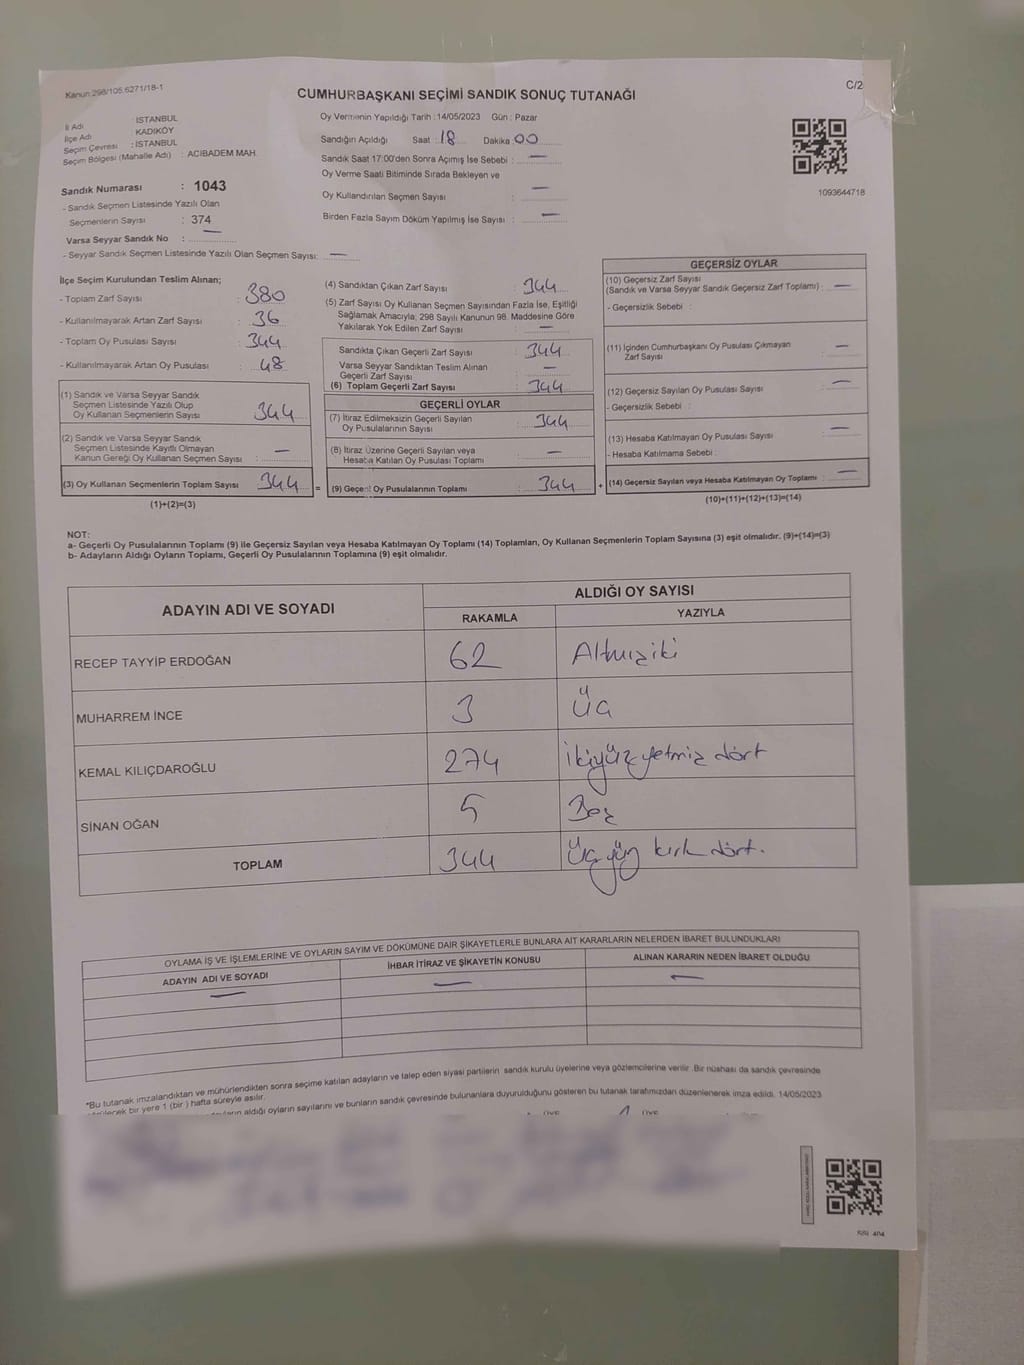 Kanun:298/105.6271/18-1
C/2
CUMHURBAŞKANI SEÇİMİ SANDIK SONUÇ TUTANAĞI
İl Adı : İSTANBUL
İlçe Adı : KADIKÖY
Seçim Çevresi : İSTANBUL
Seçim Bölgesi (Mahalle Adı) : ACIBADEM MAH.
Sandık Numarası : 1043
- Sandık Seçmen Listesinde Yazılı Olan
Seçmenlerin Sayısı : 374
Varsa Seyyar Sandık No : —
- Seyyar Sandık Seçmen Listesinde Yazılı Olan Seçmen Sayısı: —
Oy Vermenin Yapıldığı Tarih :14/05/2023 Gün : Pazar
Sandığın Açıldığı Saat : 18 Dakika 00
Sandık Saat 17:00'den Sonra Açımış İse Sebebi : —
Oy Verme Saati Bitiminde Sırada Bekleyen ve
Oy Kullandırılan Seçmen Sayısı : —
Birden Fazla Sayım Döküm Yapılmış İse Sayısı : —
1093644718
İlçe Seçim Kurulundan Teslim Alınan;
- Toplam Zarf Sayısı : 380
- Kullanılmayarak Artan Zarf Sayısı : 36
- Toplam Oy Pusulası Sayısı : 344
- Kullanılmayarak Artan Oy Pusulası : 48
(1) Sandık ve Varsa Seyyar Sandık
Seçmen Listesinde Yazılı Olup
Oy Kullanan Seçmenlerin Sayısı 344
(2) Sandık ve Varsa Seyyar Sandık
Seçmen Listesinde Kayıtlı Olmayan
Kanun Gereği Oy Kullanan Seçmen Sayısı : —
(3) Oy Kullanan Seçmenlerin Toplam Sayısı : 344 =
(1)+(2)=(3)
(4) Sandıktan Çıkan Zarf Sayısı : 344
(5) Zarf Sayısı Oy Kullanan Seçmen Sayısından Fazla İse, Eşitliği
Sağlamak Amacıyla; 298 Sayılı Kanunun 98. Maddesine Göre
Yakılarak Yok Edilen Zarf Sayısı : —
Sandıkta Çıkan Geçerli Zarf Sayısı : 344
Varsa Seyyar Sandıktan Teslim Alınan
Geçerli Zarf Sayısı : —
(6) Toplam Geçerli Zarf Sayısı : 344
GEÇERLİ OYLAR
(7) İtiraz Edilmeksizin Geçerli Sayılan
Oy Pusulalarının Sayısı : 344
(8) İtiraz Üzerine Geçerli Sayılan veya
Hesaba Katılan Oy Pusulası Toplamı : —
(9) Geçerli Oy Pusulalarının Toplamı : 344 +
GEÇERSİZ OYLAR
(10) Geçersiz Zarf Sayısı
(Sandık ve Varsa Seyyar Sandık Geçersiz Zarf Toplamı) : —
- Geçersizlik Sebebi :
(11) İçinden Cumhurbaşkanı Oy Pusulası Çıkmayan
Zarf Sayısı : —
(12) Geçersiz Sayılan Oy Pusulası Sayısı : —
- Geçersizlik Sebebi :
(13) Hesaba Katılmayan Oy Pusulası Sayısı : —
- Hesaba Katılmama Sebebi :
(14) Geçersiz Sayılan veya Hesaba Katılmayan Oy Toplamı : —
(10)+(11)+(12)+(13)=(14)
NOT:
a- Geçerli Oy Pusulalarının Toplamı (9) ile Geçersiz Sayılan veya Hesaba Katılmayan Oy Toplamı (14) Toplamları, Oy Kullanan Seçmenlerin Toplam Sayısına (3) eşit olmalıdır. (9)+(14)=(3)
b- Adayların Aldığı Oyların Toplamı, Geçerli Oy Pusulalarının Toplamına (9) eşit olmalıdır.
ADAYIN ADI VE SOYADI
ALDIĞI OY SAYISI
RAKAMLA YAZIYLA
RECEP TAYYİP ERDOĞAN 62 Altmışiki
MUHARREM İNCE 3 Üç
KEMAL KILIÇDAROĞLU 274 ikiyüz yetmiş dört
SİNAN OĞAN 5 Beş
TOPLAM 344 Üçyüz kırk dört.
OYLAMA İŞ VE İŞLEMLERİNE VE OYLARIN SAYIM VE DÖKÜMÜNE DAİR ŞİKAYETLERLE BUNLARA AİT KARARLARIN NELERDEN İBARET BULUNDUKLARI
ADAYIN ADI VE SOYADI İHBAR İTİRAZ VE ŞİKAYETİN KONUSU ALINAN KARARIN NEDEN İBARET OLDUĞU
— — —
*Bu tutanak imzalandıktan ve mühürlendikten sonra seçime katılan adayların ve talep eden siyasi partilerin sandık kurulu üyelerine veya gözlemcilerine verilir. Bir nüshası da sandık çevresinde
bir yere 1 (bir) hafta süreyle asılır.
aldığı oyların sayılarını ve bunların sandık çevresinde bulunanlara duyurulduğunu gösteren bu tutanak tarafımızdan düzenlenerek imza edildi. 14/05/2023